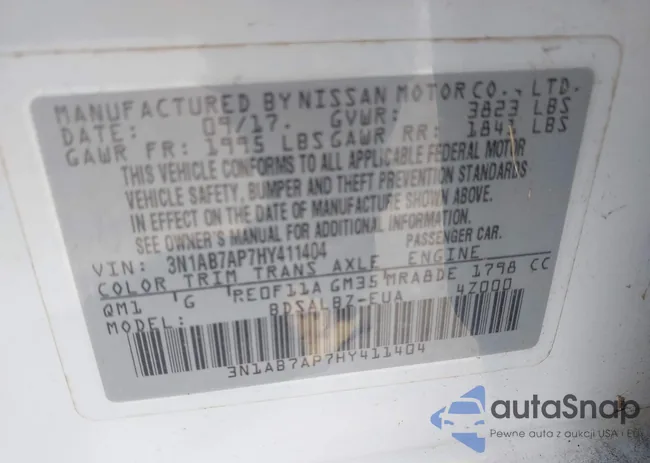 MANUFACTURED BY NISSAN MOTOR CO., LTD.
DATE: 09/17. GVWR: 3823 LBS
GAWR FR: 1995 LBS GAWR RR: 1841 LBS
THIS VEHICLE CONFORMS TO ALL APPLICABLE FEDERAL MOTOR
VEHICLE SAFETY, BUMPER AND THEFT PREVENTION STANDARDS
IN EFFECT ON THE DATE OF MANUFACTURE SHOWN ABOVE.
SEE OWNER'S MANUAL FOR ADDITIONAL INFORMATION.
VIN: 3N1AB7AP7HY411404 PASSENGER CAR.
COLOR TRIM TRANS AXLE ENGINE
QM1 G RE0F11A GM35 MRA8DE 1798 CC
MODEL: BDSALBZ-EUA 4Z000
3N1AB7AP7HY411404
autaSnap
Pewne auta z aukcji USA i EU